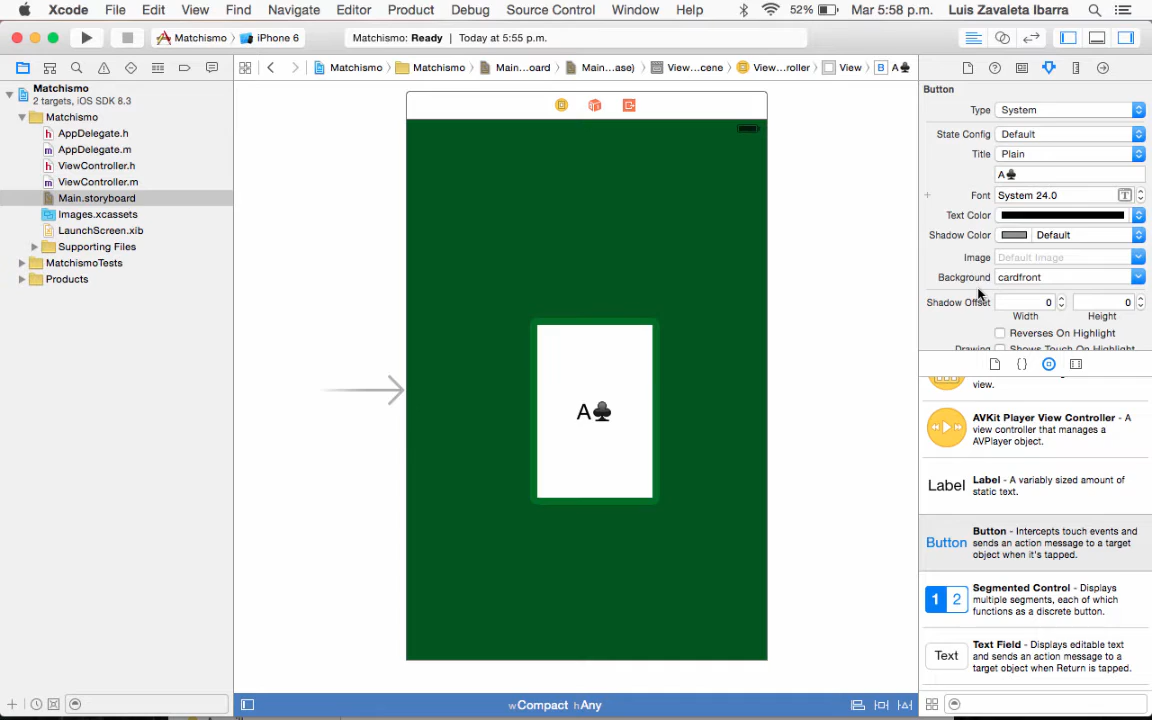 Xcode File Edit View Find Navigate Editor Product Debug Source Control Window Help 52% Mar 5:58 p.m. Luis Zavaleta Ibarra
Matchismo iPhone 6 Matchismo: Ready | Today at 5:55 p.m.
Matchismo Matchismo Main...oard Main...ase) View...cene View...roller View B A♣
Matchismo
2 targets, iOS SDK 8.3
Matchismo
h AppDelegate.h
m AppDelegate.m
h ViewController.h
m ViewController.m
Main.storyboard
Images.xcassets
LaunchScreen.xib
Supporting Files
MatchismoTests
Products
A♣
wCompact hAny
Button
Type System
State Config Default
Title Plain
A♣
Font System 24.0 T
Text Color
Shadow Color Default
Image Default Image
Background cardfront
Shadow Offset 0 0
Width Height
Reverses On Highlight
Drawing Shows Touch On Highlight
view.
AVKit Player View Controller - A
view controller that manages a
AVPlayer object.
Label Label - A variably sized amount of
static text.
Button Button - Intercepts touch events and
sends an action message to a target
object when it's tapped.
1 2 Segmented Control - Displays
multiple segments, each of which
functions as a discrete button.
Text Text Field - Displays editable text
and sends an action message to a
target object when Return is tapped.